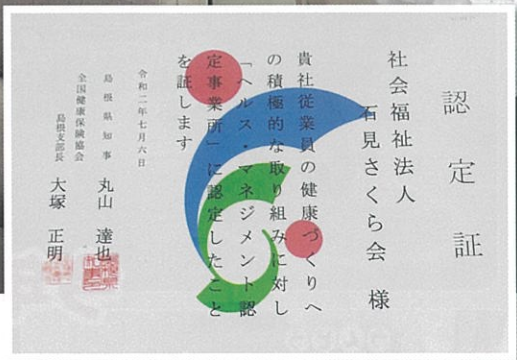 認定証
社会福祉法人
石見さくら会 様
貴社従業員の健康づくりへ
の積極的な取り組みに対し
「ヘルス・マネジメント認
定事業所」に認定したこと
を証します
令和二年七月六日
島根県知事 丸山 達也
全国健康保険協会
島根支部長 大塚 正明